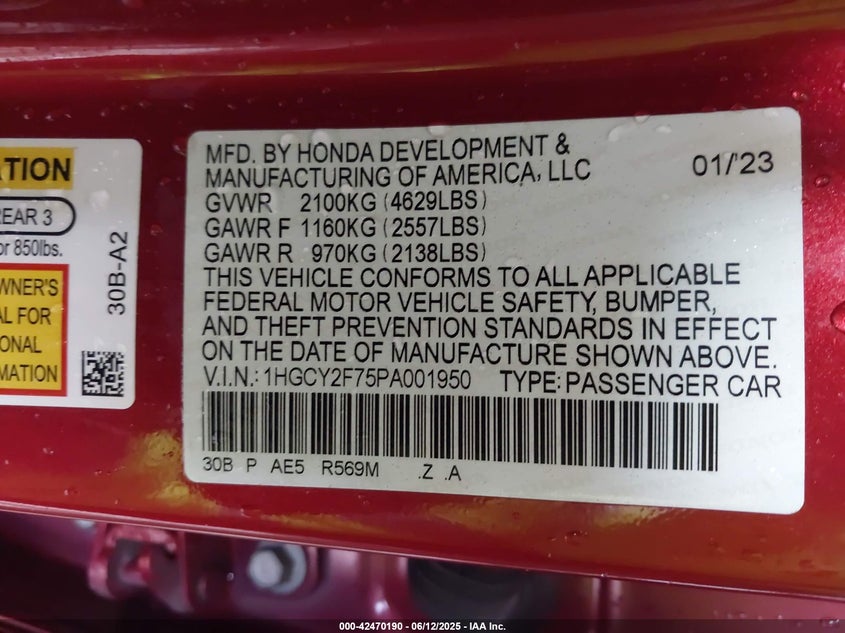 ATION
REAR 3
or 850lbs.
WNER'S
AL FOR
ONAL
MATION
30B-A2
MFD. BY HONDA DEVELOPMENT &
MANUFACTURING OF AMERICA, LLC 01/'23
GVWR 2100KG (4629LBS)
GAWR F 1160KG (2557LBS)
GAWR R 970KG (2138LBS)
THIS VEHICLE CONFORMS TO ALL APPLICABLE
FEDERAL MOTOR VEHICLE SAFETY, BUMPER,
AND THEFT PREVENTION STANDARDS IN EFFECT
ON THE DATE OF MANUFACTURE SHOWN ABOVE.
V.I.N.: 1HGCY2F75PA001950 TYPE: PASSENGER CAR
30B P AE5 R569M .Z .A
000-42470190 - 06/12/2025 - IAA Inc.